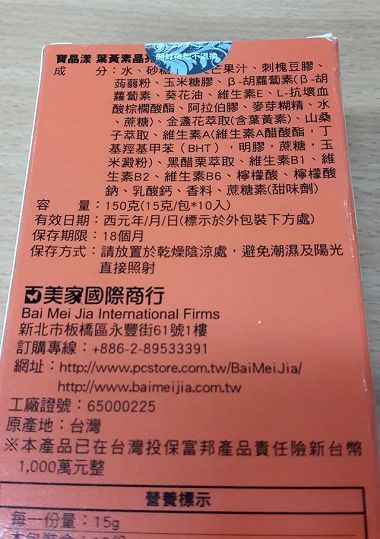 寶晶漾 葉黃素晶
開封後恕不退換
成 分：水、砂糖、芒果汁、刺槐豆膠、
蒟蒻粉、玉米糖膠、β-胡蘿蔔素(β-胡
蘿蔔素、葵花油、維生素E、L-抗壞血
酸棕櫚酸酯、阿拉伯膠、麥芽糊精、水
、蔗糖)、金盞花萃取(含葉黃素)、山桑
子萃取、維生素A(維生素A醋酸酯，丁
基羥基甲苯（BHT），明膠，蔗糖，玉
米澱粉)、黑醋栗萃取、維生素B1、維
生素B2、維生素B6、檸檬酸、檸檬酸
鈉、乳酸鈣、香料、蔗糖素(甜味劑)
容 量：150克(15克/包*10入)
有效日期：西元年/月/日(標示於外包裝下方處)
保存期限：18個月
保存方式：請放置於乾燥陰涼處，避免潮濕及陽光
直接照射
美家國際商行
Bai Mei Jia International Firms
新北市板橋區永豐街61號1樓
訂購專線：+886-2-89533391
網址：http://www.pcstore.com.tw/BaiMeiJia/
http://www.baimeijia.com.tw
工廠證號：65000225
原產地：台灣
※本產品已在台灣投保富邦產品責任險新台幣
1,000萬元整
營養標示
每一份量：15g